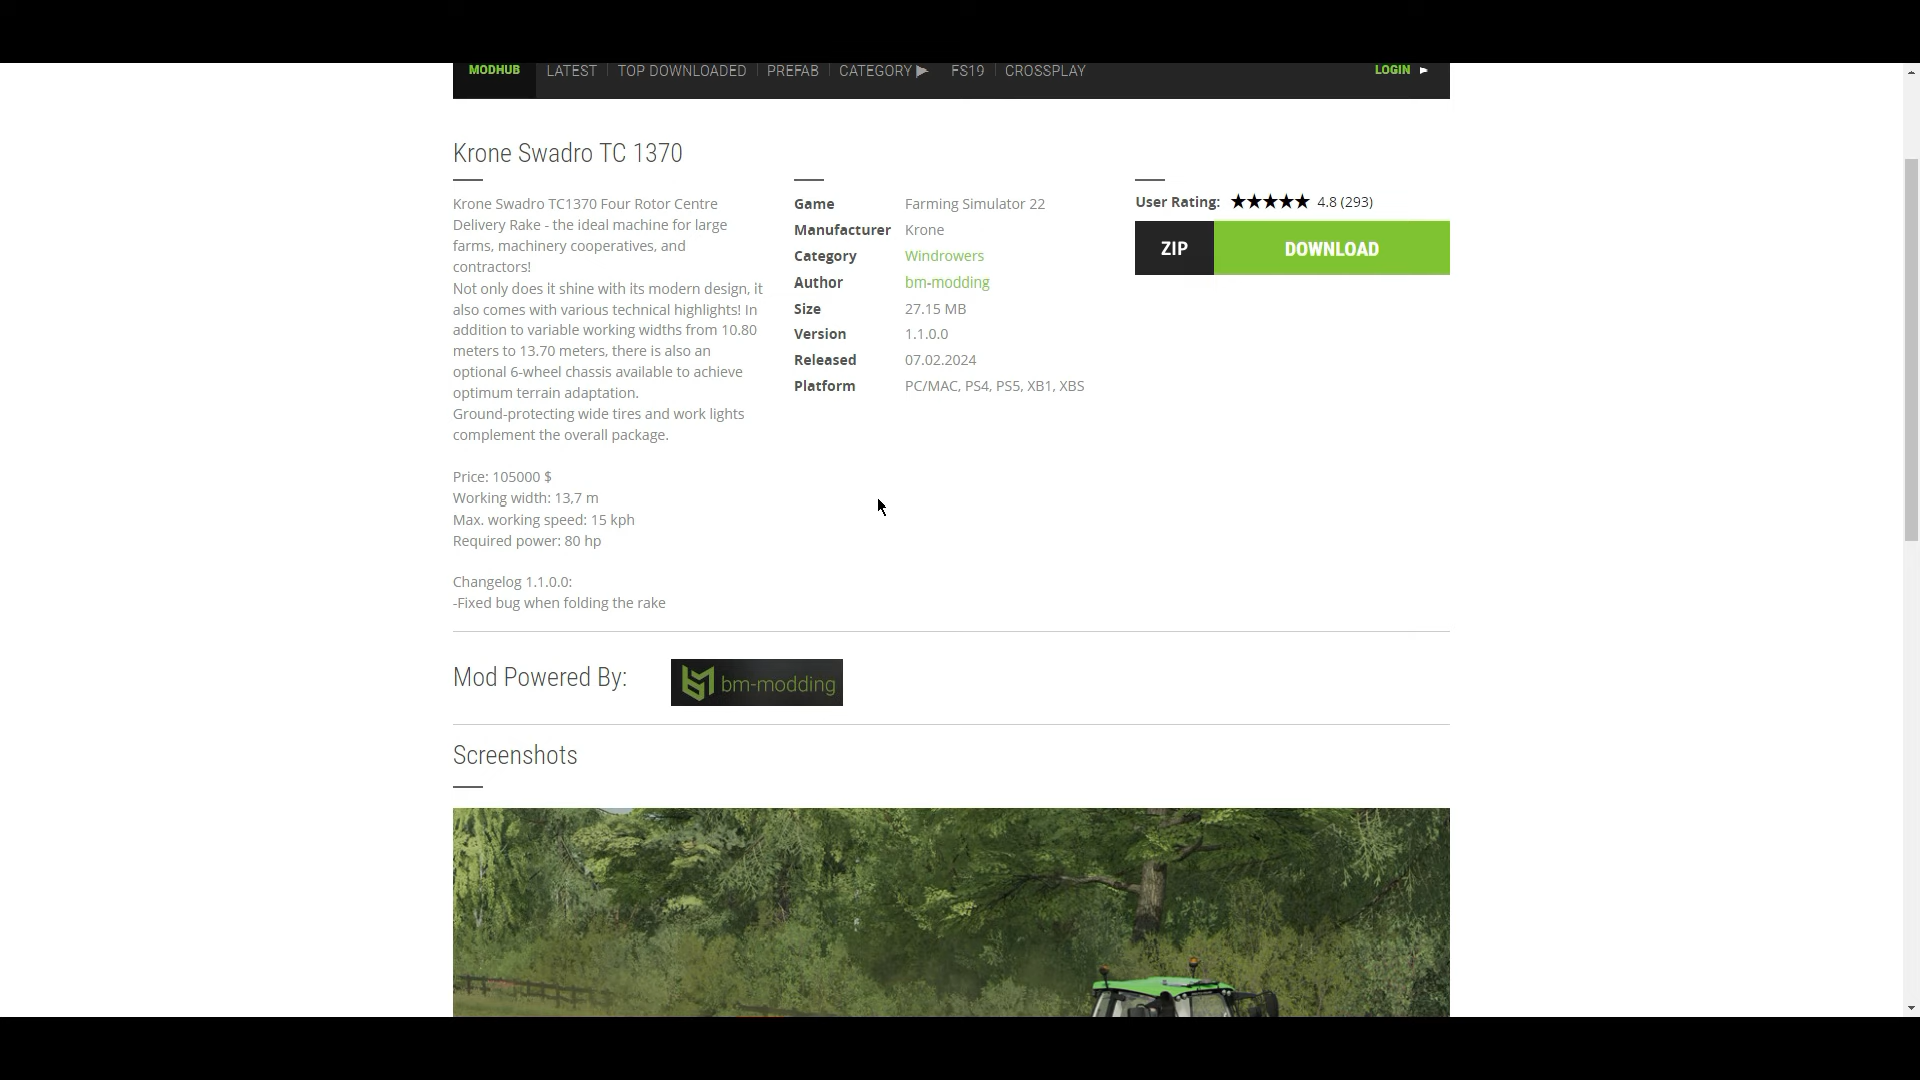 MODHUB LATEST TOP DOWNLOADED PREFAB CATEGORY ▶ FS19 CROSSPLAY LOGIN ►
Krone Swadro TC 1370
Krone Swadro TC1370 Four Rotor Centre
Delivery Rake - the ideal machine for large
farms, machinery cooperatives, and
contractors!
Not only does it shine with its modern design, it
also comes with various technical highlights! In
addition to variable working widths from 10.80
meters to 13.70 meters, there is also an
optional 6-wheel chassis available to achieve
optimum terrain adaptation.
Ground-protecting wide tires and work lights
complement the overall package.
Price: 105000 $
Working width: 13,7 m
Max. working speed: 15 kph
Required power: 80 hp
Changelog 1.1.0.0:
-Fixed bug when folding the rake
Game Farming Simulator 22
Manufacturer Krone
Category Windrowers
Author bm-modding
Size 27.15 MB
Version 1.1.0.0
Released 07.02.2024
Platform PC/MAC, PS4, PS5, XB1, XBS
User Rating: ★★★★★ 4.8 (293)
ZIP DOWNLOAD
Mod Powered By: bm-modding
Screenshots